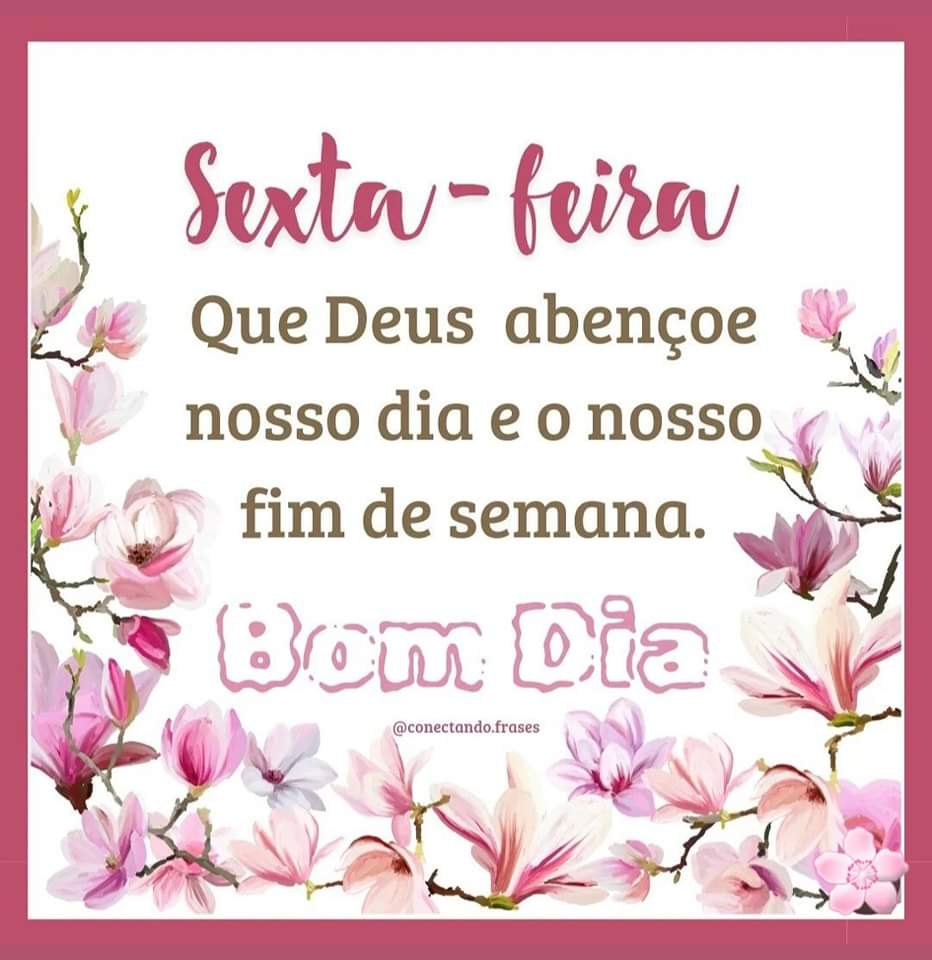 Sexta-feira
Que Deus abençoe
nosso dia e o nosso
fim de semana.
Bom Dia
@conectando.frases